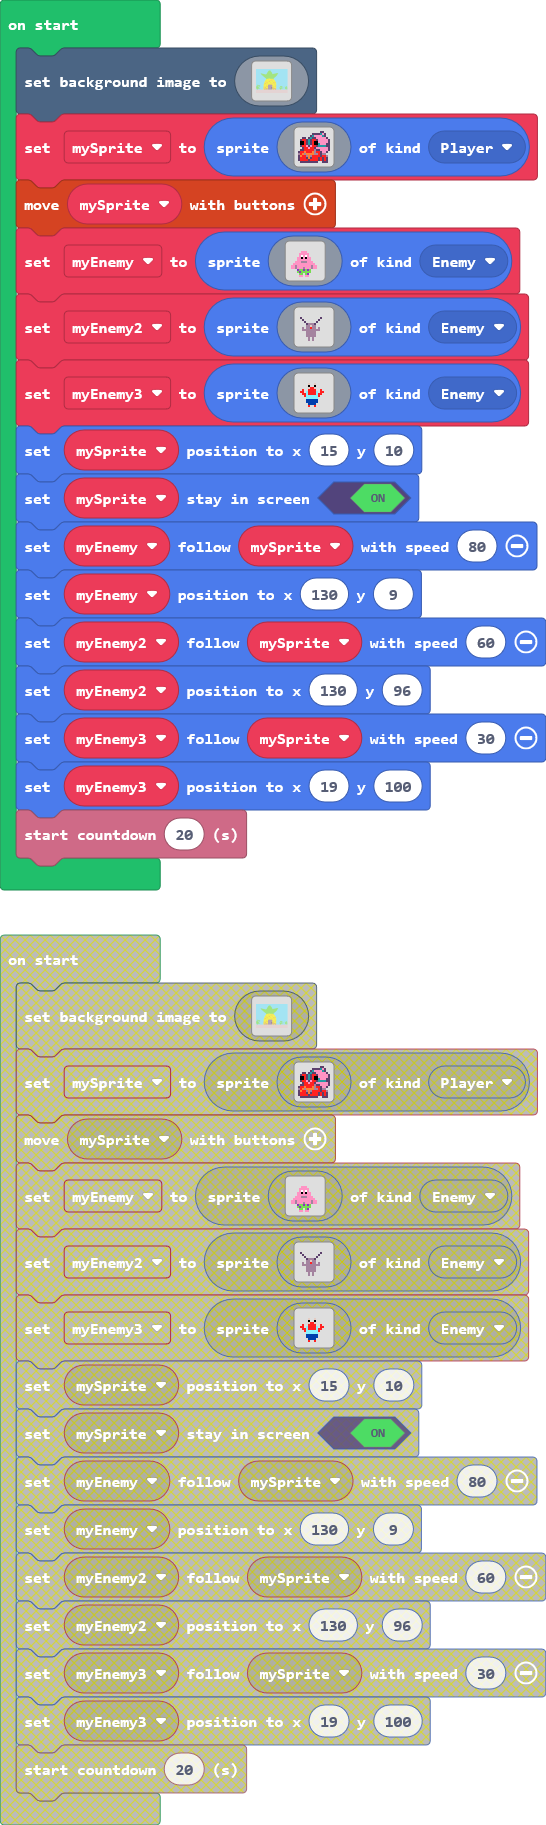 on start
set background image to
set mySprite to sprite of kind Player
move mySprite with buttons
set myEnemy to sprite of kind Enemy
set myEnemy2 to sprite of kind Enemy
set myEnemy3 to sprite of kind Enemy
set mySprite position to x 15 y 10
set mySprite stay in screen ON
set myEnemy follow mySprite with speed 80
set myEnemy position to x 130 y 9
set myEnemy2 follow mySprite with speed 60
set myEnemy2 position to x 130 y 96
set myEnemy3 follow mySprite with speed 30
set myEnemy3 position to x 19 y 100
start countdown 20 (s)
on start
set background image to
set mySprite to sprite of kind Player
move mySprite with buttons
set myEnemy to sprite of kind Enemy
set myEnemy2 to sprite of kind Enemy
set myEnemy3 to sprite of kind Enemy
set mySprite position to x 15 y 10
set mySprite stay in screen ON
set myEnemy follow mySprite with speed 80
set myEnemy position to x 130 y 9
set myEnemy2 follow mySprite with speed 60
set myEnemy2 position to x 130 y 96
set myEnemy3 follow mySprite with speed 30
set myEnemy3 position to x 19 y 100
start countdown 20 (s)